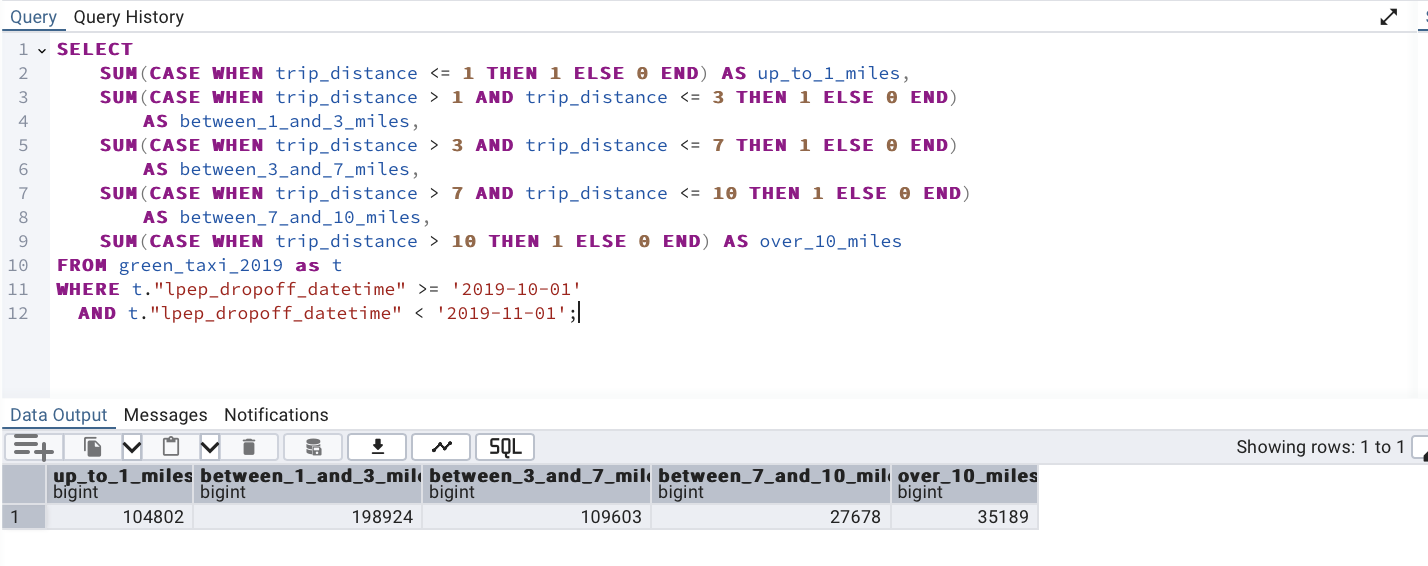 Query Query History
1 SELECT
2 SUM(CASE WHEN trip_distance <= 1 THEN 1 ELSE 0 END) AS up_to_1_miles,
3 SUM(CASE WHEN trip_distance > 1 AND trip_distance <= 3 THEN 1 ELSE 0 END)
4 AS between_1_and_3_miles,
5 SUM(CASE WHEN trip_distance > 3 AND trip_distance <= 7 THEN 1 ELSE 0 END)
6 AS between_3_and_7_miles,
7 SUM(CASE WHEN trip_distance > 7 AND trip_distance <= 10 THEN 1 ELSE 0 END)
8 AS between_7_and_10_miles,
9 SUM(CASE WHEN trip_distance > 10 THEN 1 ELSE 0 END) AS over_10_miles
10 FROM green_taxi_2019 as t
11 WHERE t."lpep_dropoff_datetime" >= '2019-10-01'
12 AND t."lpep_dropoff_datetime" < '2019-11-01';
Data Output Messages Notifications
SQL Showing rows: 1 to 1
up_to_1_miles between_1_and_3_mil between_3_and_7_mil between_7_and_10_mil over_10_miles
bigint bigint bigint bigint bigint
1 104802 198924 109603 27678 35189